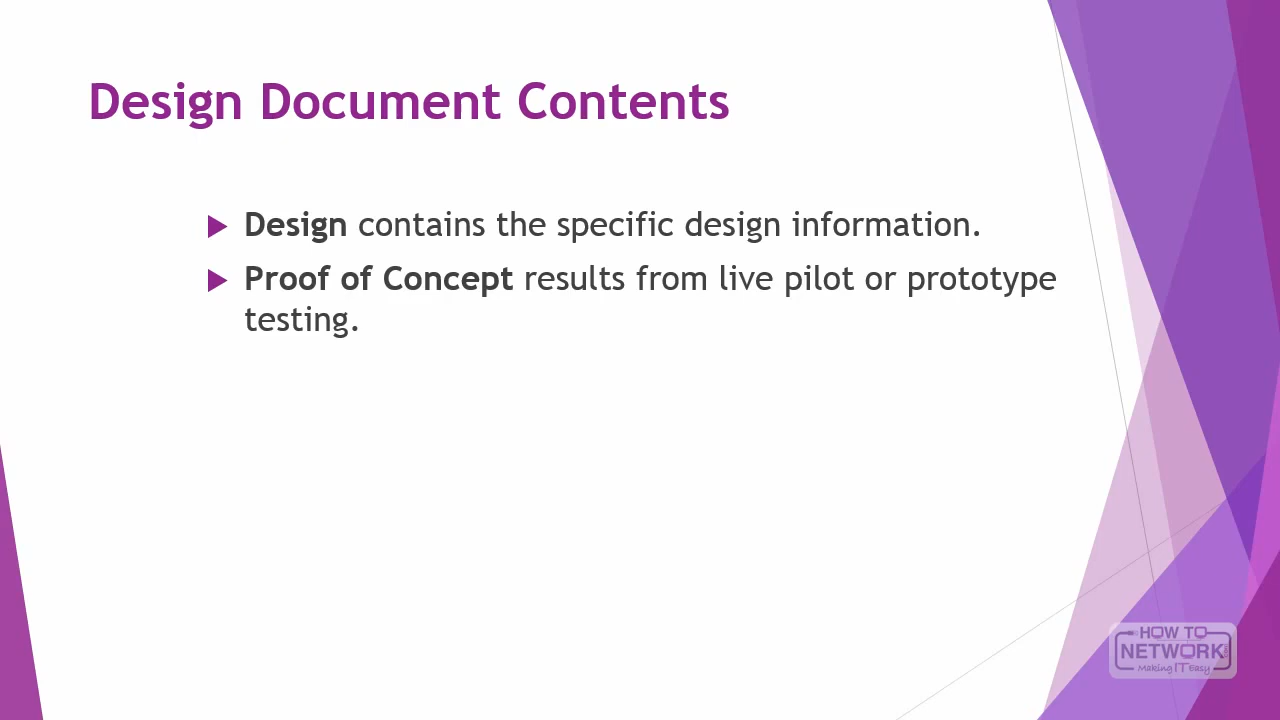 Design Document Contents
Design contains the specific design information.
Proof of Concept results from live pilot or prototype
testing.
HOW TO
NETWORK
Making IT Easy